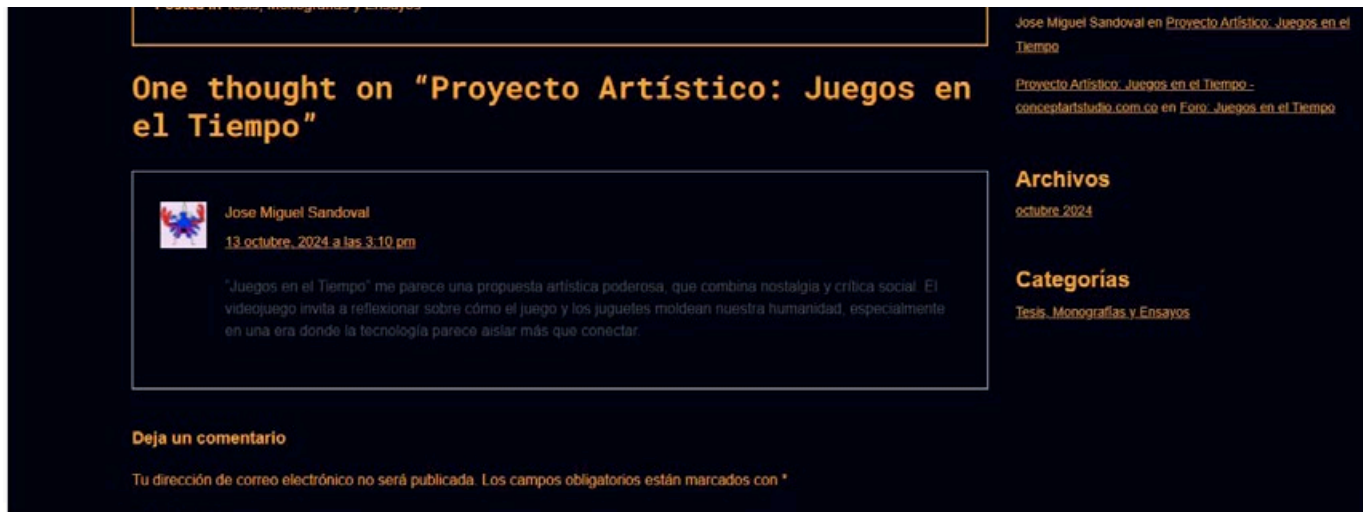 Posted in Tesis, Monografías y Ensayos
One thought on “Proyecto Artístico: Juegos en
el Tiempo”
Jose Miguel Sandoval
13 octubre, 2024 a las 3:10 pm
“Juegos en el Tiempo” me parece una propuesta artística poderosa, que combina nostalgia y crítica social. El
videojuego invita a reflexionar sobre cómo el juego y los juguetes moldean nuestra humanidad, especialmente
en una era donde la tecnología parece aislar más que conectar.
Deja un comentario
Tu dirección de correo electrónico no será publicada. Los campos obligatorios están marcados con *
Jose Miguel Sandoval en Proyecto Artístico: Juegos en el
Tiempo
Proyecto Artístico: Juegos en el Tiempo -
conceptartstudio.com.co en Foro: Juegos en el Tiempo
Archivos
octubre 2024
Categorías
Tesis, Monografías y Ensayos